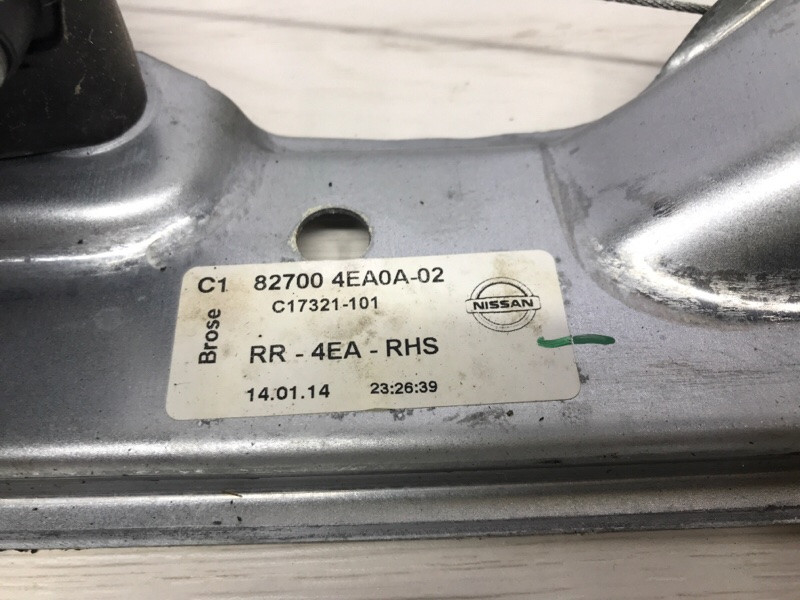 C1 82700 4EA0A-02
C17321-101
NISSAN
Brose
RR - 4EA - RHS
14.01.14 23:26:39